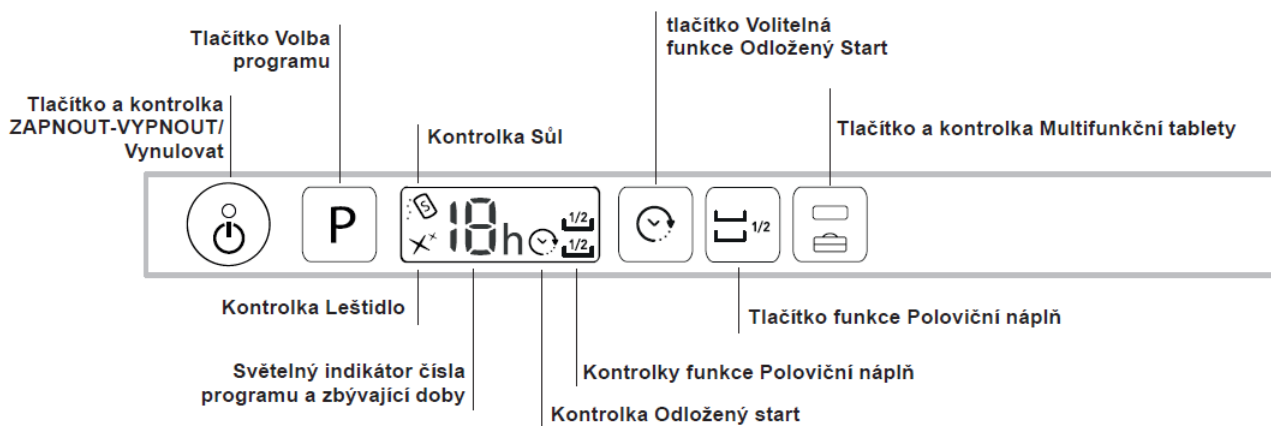 Tlačítko Volba
programu
tlačítko Volitelná
funkce Odložený Start
Tlačítko a kontrolka
ZAPNOUT-VYPNOUT/
Vynulovat
Kontrolka Sůl
Tlačítko a kontrolka Multifunkční tablety
P
S
18h
1/2
1/2
1/2
Kontrolka Leštidlo
Tlačítko funkce Poloviční náplň
Světelný indikátor čísla
programu a zbývající doby
Kontrolky funkce Poloviční náplň
Kontrolka Odložený start